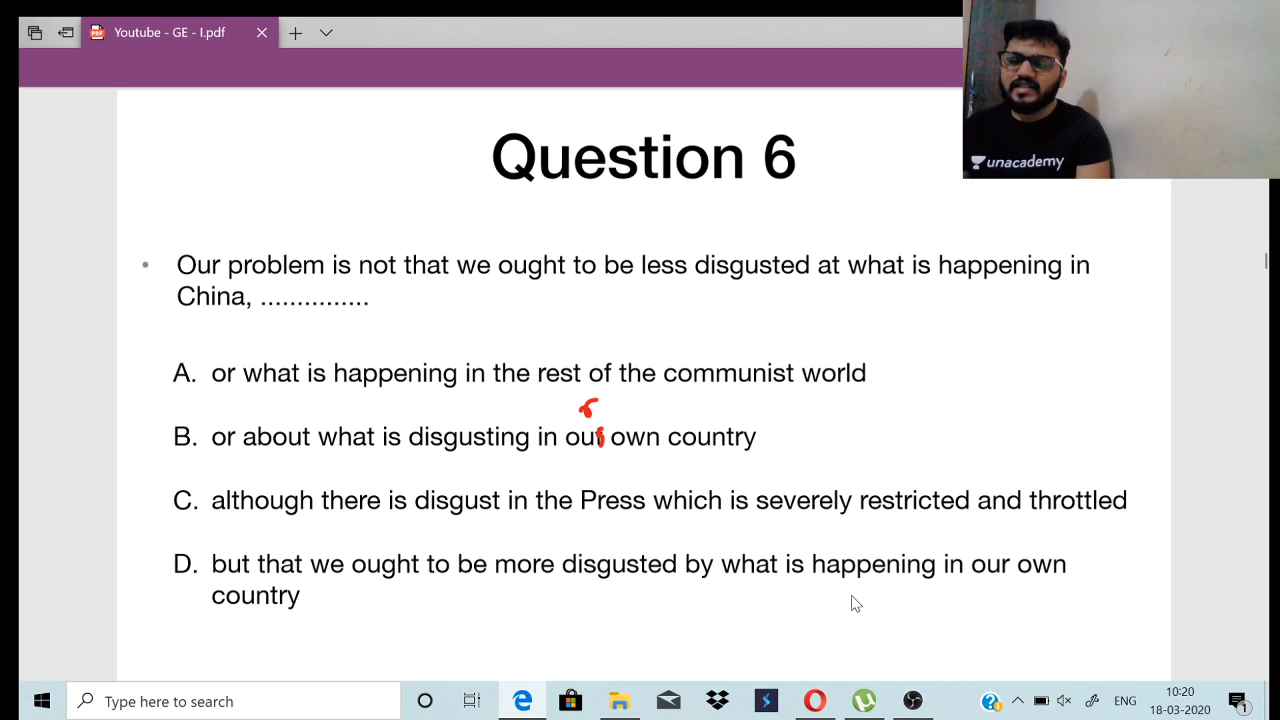 Youtube - GE - I.pdf
unacademy
Question 6
• Our problem is not that we ought to be less disgusted at what is happening in
China, ...............
A. or what is happening in the rest of the communist world
B. or about what is disgusting in our own country
C. although there is disgust in the Press which is severely restricted and throttled
D. but that we ought to be more disgusted by what is happening in our own
country
Type here to search
ENG
10:20
18-03-2020
1